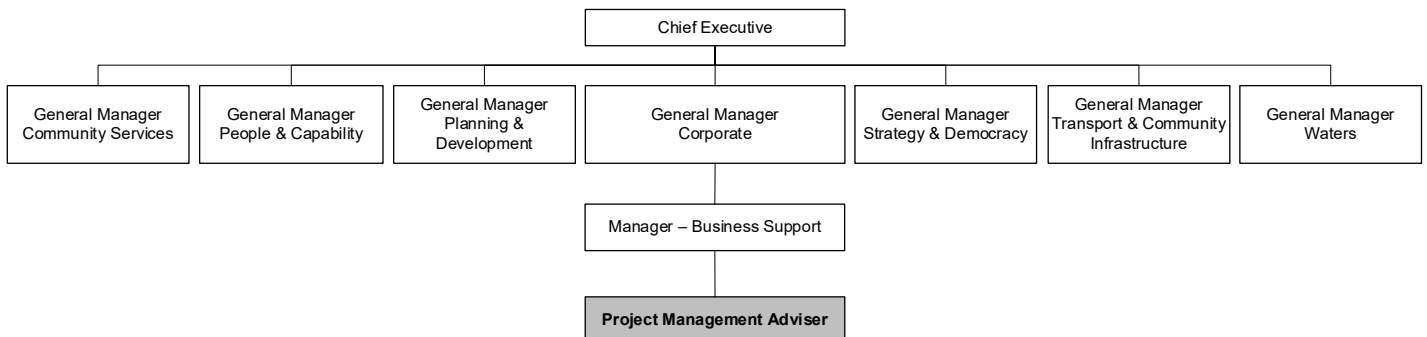 Chief Executive
General Manager
Community Services
General Manager
People & Capability
General Manager
Planning &
Development
General Manager
Corporate
General Manager
Strategy & Democracy
General Manager
Transport & Community
Infrastructure
General Manager
Waters
Manager – Business Support
Project Management Adviser